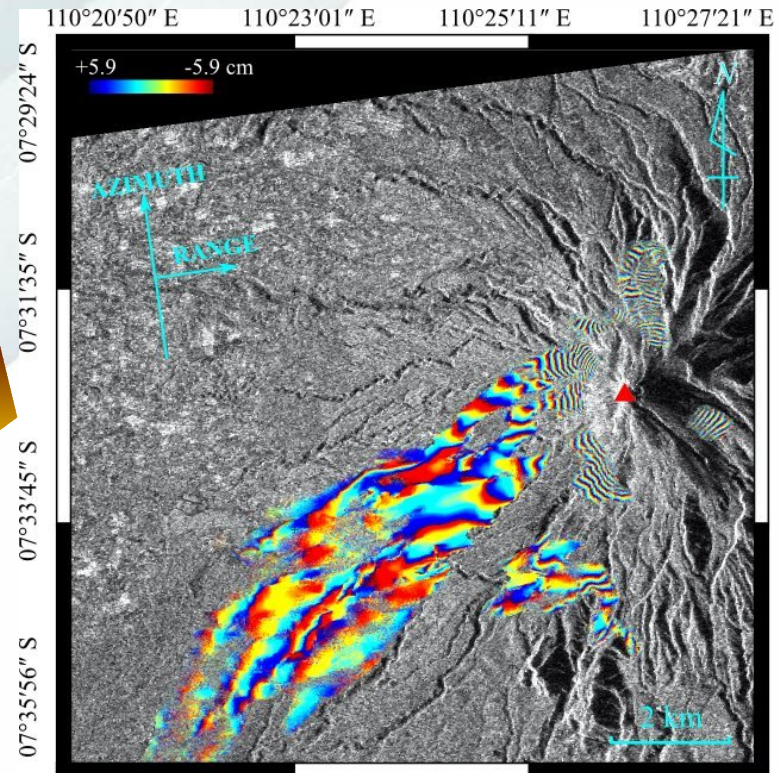 110°20′50″ E 110°23′01″ E 110°25′11″ E 110°27′21″ E
+5.9 -5.9 cm
07°29′24″ S
N
AZIMUTH
RANGE
07°31′35″ S
07°33′45″ S
07°35′56″ S
2 km